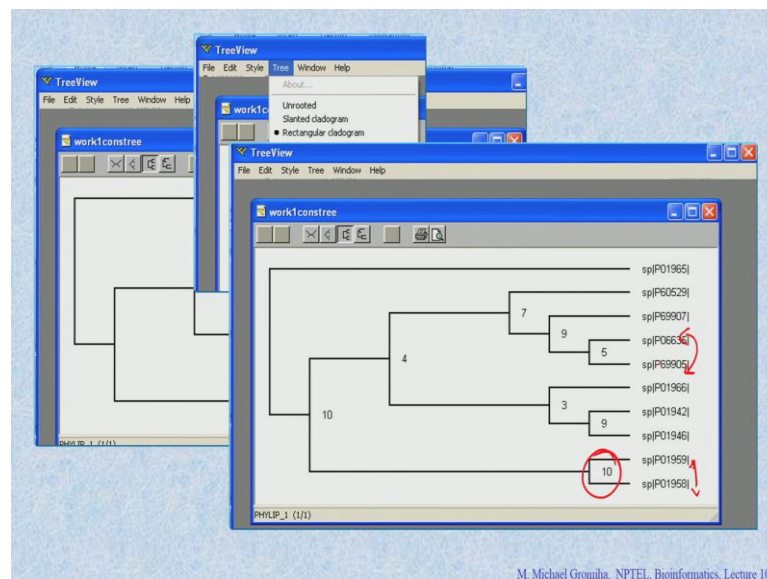 TreeView
File Edit Style Tree Window Help
About...
Unrooted
Slanted cladogram
Rectangular cladogram
TreeView
File Edit Style Tree Window Help
work1constree
PHYLIP_1 (1/1)
TreeView
File Edit Style Tree Window Help
work1constree
sp|P01965|
sp|P60529|
7
sp|P69907|
9
sp|P06635|
5
sp|P69905|
4
sp|P01966|
3
sp|P01942|
10
9
sp|P01946|
sp|P01959|
10
sp|P01958|
PHYLIP_1 (1/1)
M. Michael Gromiha, NPTEL, Bioinformatics, Lecture 10